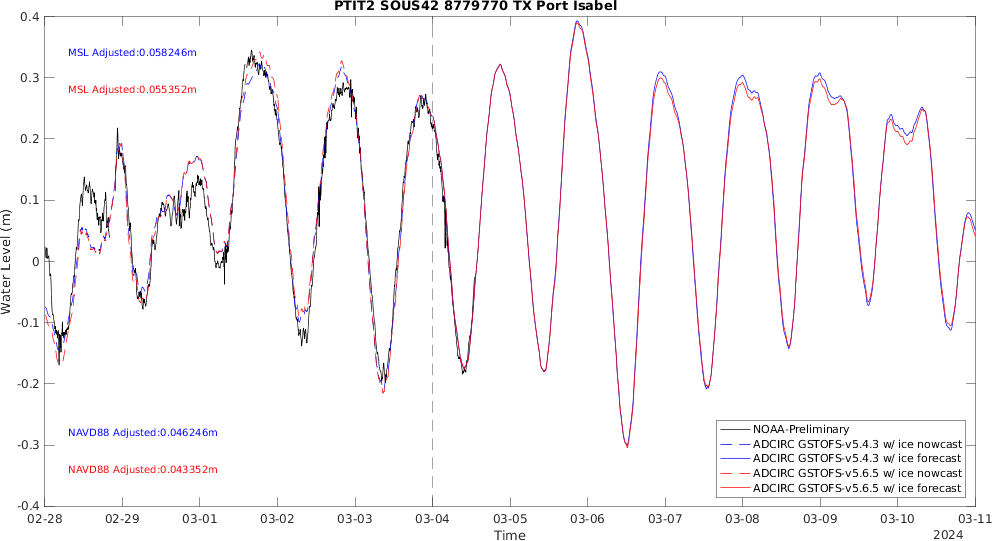 PTIT2 SOUS42 8779770 TX Port Isabel
0.4
0.3
0.2
0.1
0
-0.1
-0.2
-0.3
-0.4
Water Level (m)
MSL Adjusted:0.058246m
MSL Adjusted:0.055352m
NAVD88 Adjusted:0.046246m
NAVD88 Adjusted:0.043352m
NOAA-Preliminary
ADCIRC GSTOFS-v5.4.3 w/ ice nowcast
ADCIRC GSTOFS-v5.4.3 w/ ice forecast
ADCIRC GSTOFS-v5.6.5 w/ ice nowcast
ADCIRC GSTOFS-v5.6.5 w/ ice forecast
02-28 02-29 03-01 03-02 03-03 03-04 03-05 03-06 03-07 03-08 03-09 03-10 03-11
Time
2024